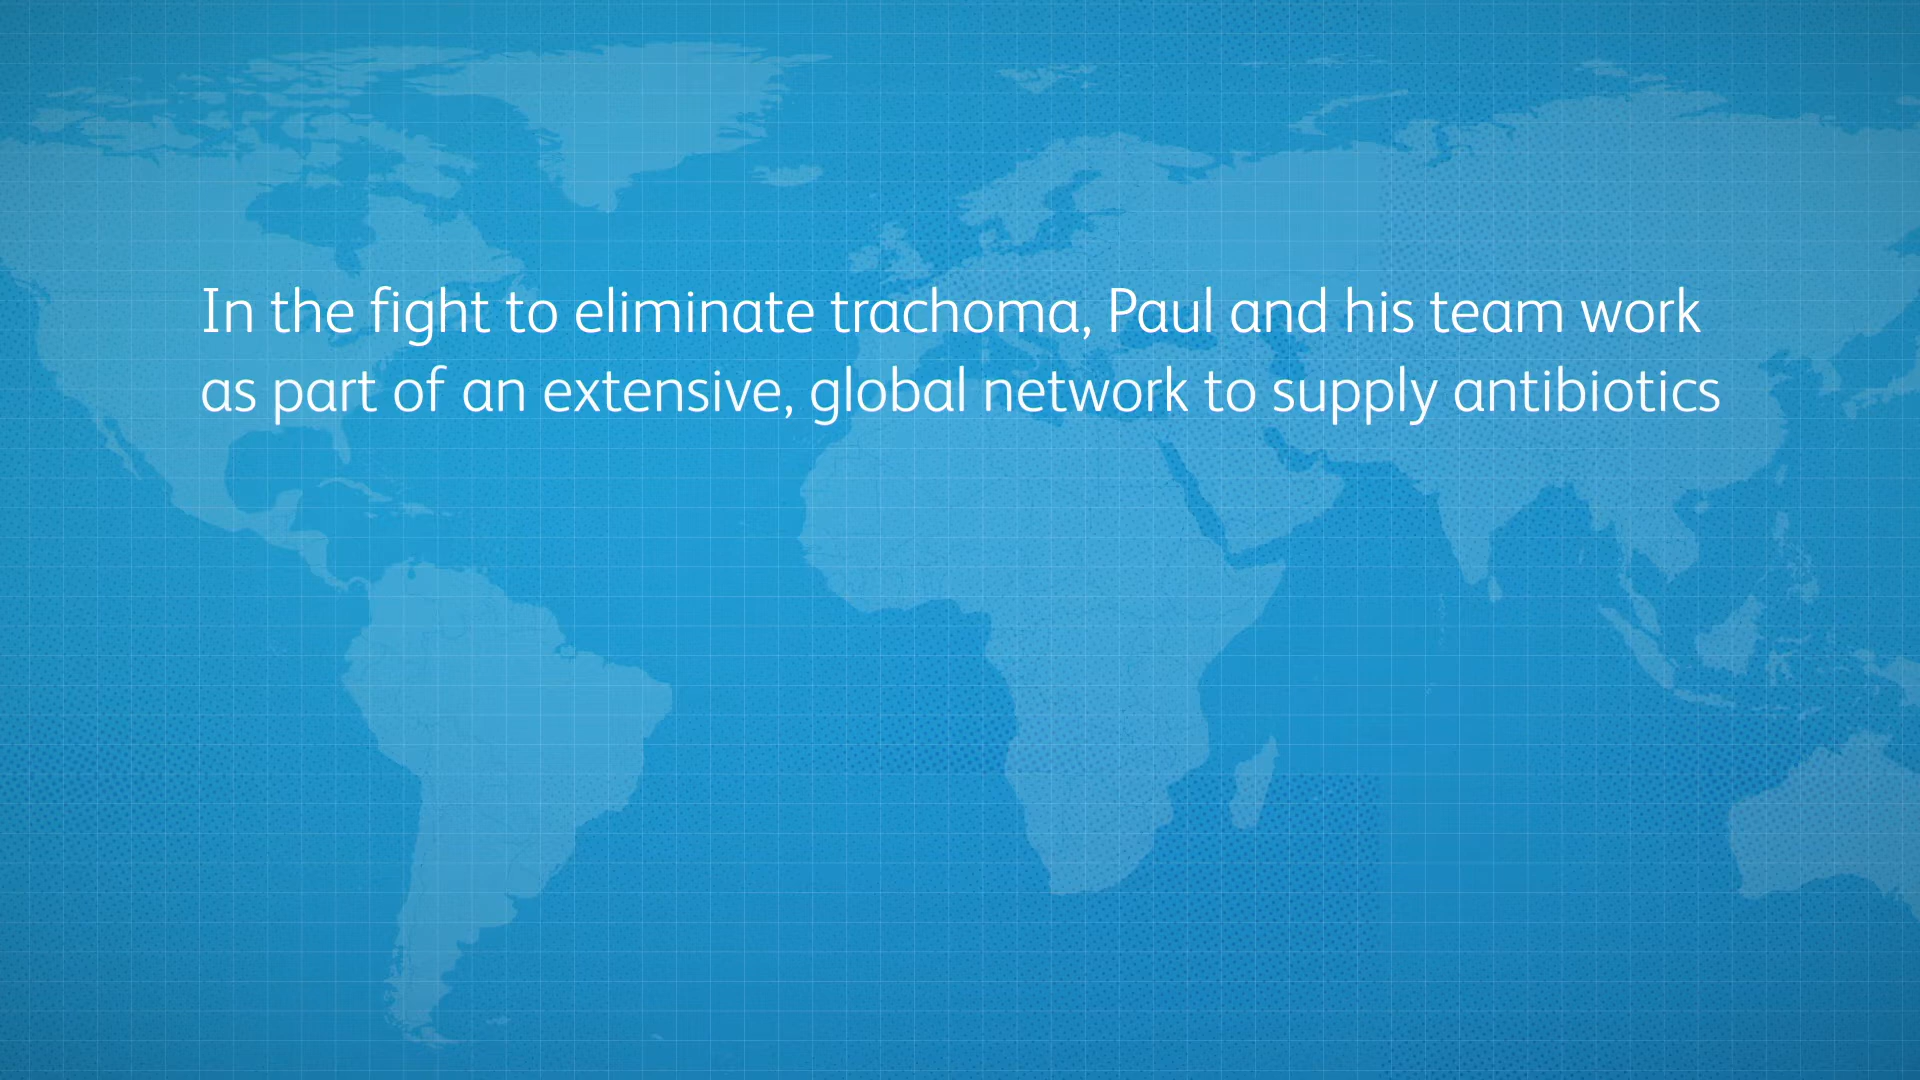 In the fight to eliminate trachoma, Paul and his team work
as part of an extensive, global network to supply antibiotics